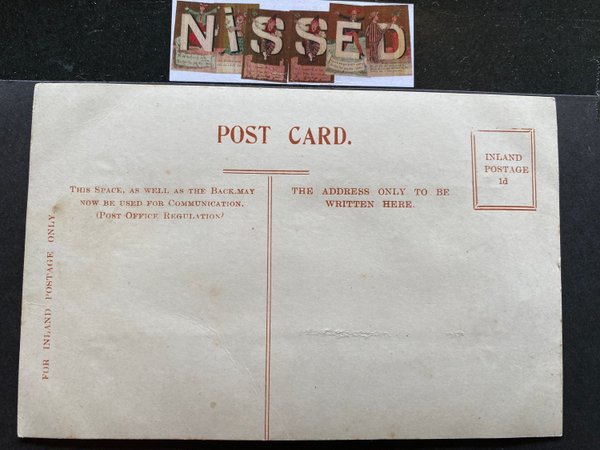 NISSED
POST CARD.
THIS SPACE, AS WELL AS THE BACK, MAY
NOW BE USED FOR COMMUNICATION.
(POST OFFICE REGULATION)
THE ADDRESS ONLY TO BE
WRITTEN HERE.
INLAND
POSTAGE
1d
FOR INLAND POSTAGE ONLY.